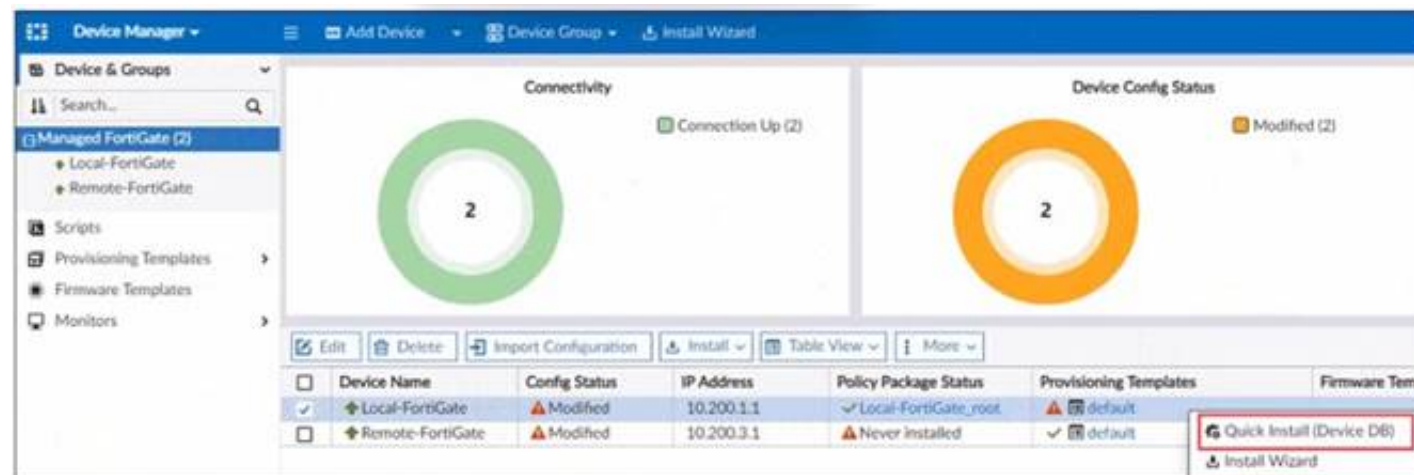 Device Manager
Add Device
Device Group
Install Wizard
Device & Groups
Search...
Managed FortiGate (2)
Local-FortiGate
Remote-FortiGate
Scripts
Provisioning Templates
Firmware Templates
Monitors
Connectivity
Connection Up (2)
2
Device Config Status
Modified (2)
2
Edit Delete Import Configuration Install Table View More
Device Name Config Status IP Address Policy Package Status Provisioning Templates Firmware Tem
Local-FortiGate Modified 10.200.1.1 Local-FortiGate_root default
Remote-FortiGate Modified 10.200.3.1 Never installed default
Quick Install (Device DB)
Install Wizard